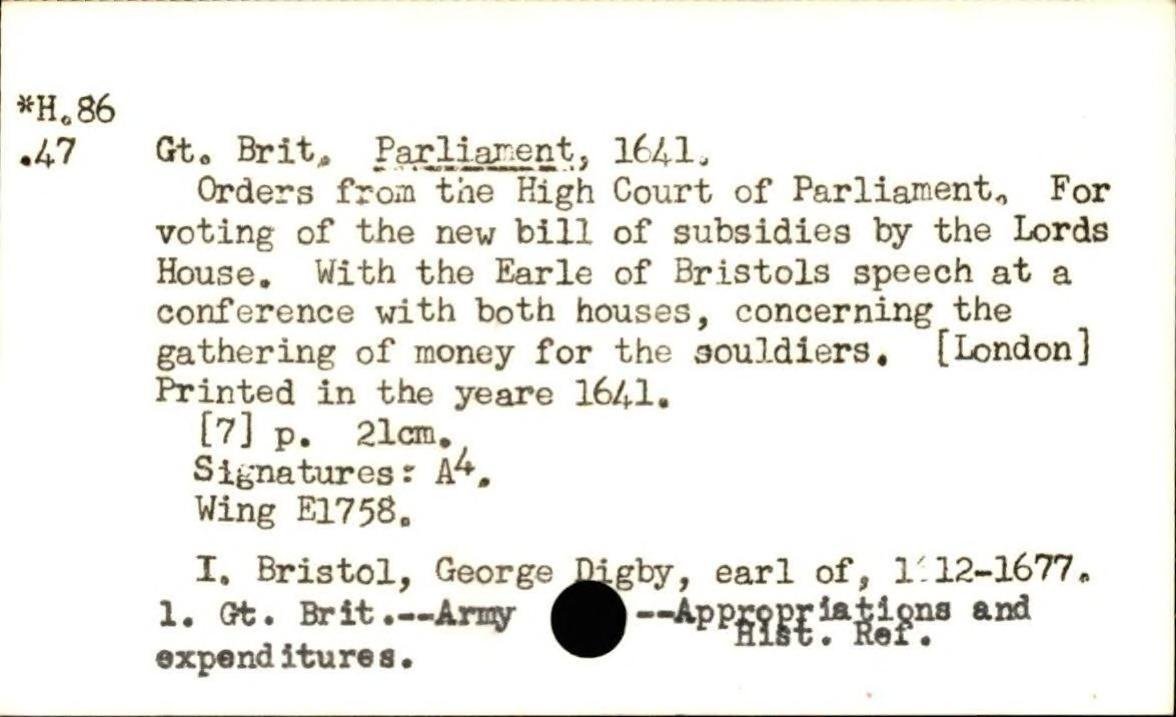 *H.86
.47 Gt. Brit. Parliament, 1641.
Orders from the High Court of Parliament. For
voting of the new bill of subsidies by the Lords
House. With the Earle of Bristols speech at a
conference with both houses, concerning the
gathering of money for the souldiers. [London]
Printed in the yeare 1641.
[7] p. 21cm.
Signatures: A⁴.
Wing E1758.
I. Bristol, George Digby, earl of, 1612-1677.
1. Gt. Brit.--Army --Appropriations and
Hist. Ref.
expenditures.